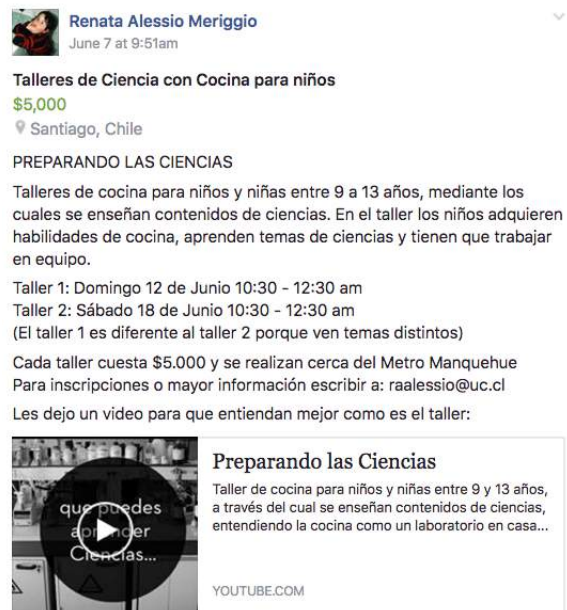 Renata Alessio Meriggio
June 7 at 9:51am
Talleres de Ciencia con Cocina para niños
$5,000
Santiago, Chile
PREPARANDO LAS CIENCIAS
Talleres de cocina para niños y niñas entre 9 a 13 años, mediante los
cuales se enseñan contenidos de ciencias. En el taller los niños adquieren
habilidades de cocina, aprenden temas de ciencias y tienen que trabajar
en equipo.
Taller 1: Domingo 12 de Junio 10:30 - 12:30 am
Taller 2: Sábado 18 de Junio 10:30 - 12:30 am
(El taller 1 es diferente al taller 2 porque ven temas distintos)
Cada taller cuesta $5.000 y se realizan cerca del Metro Manquehue
Para inscripciones o mayor información escribir a: raalessio@uc.cl
Les dejo un video para que entiendan mejor como es el taller:
que puedes
aprender
Ciencias...
Preparando las Ciencias
Taller de cocina para niños y niñas entre 9 y 13 años,
a través del cual se enseñan contenidos de ciencias,
entendiendo la cocina como un laboratorio en casa...
YOUTUBE.COM